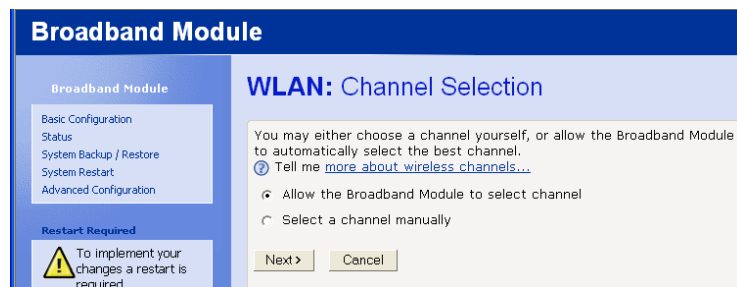 Broadband Module
Broadband Module
Basic Configuration
Status
System Backup / Restore
System Restart
Advanced Configuration
Restart Required
To implement your
changes a restart is
required
WLAN: Channel Selection
You may either choose a channel yourself, or allow the Broadband Module
to automatically select the best channel.
Tell me more about wireless channels...
Allow the Broadband Module to select channel
Select a channel manually
Next>
Cancel